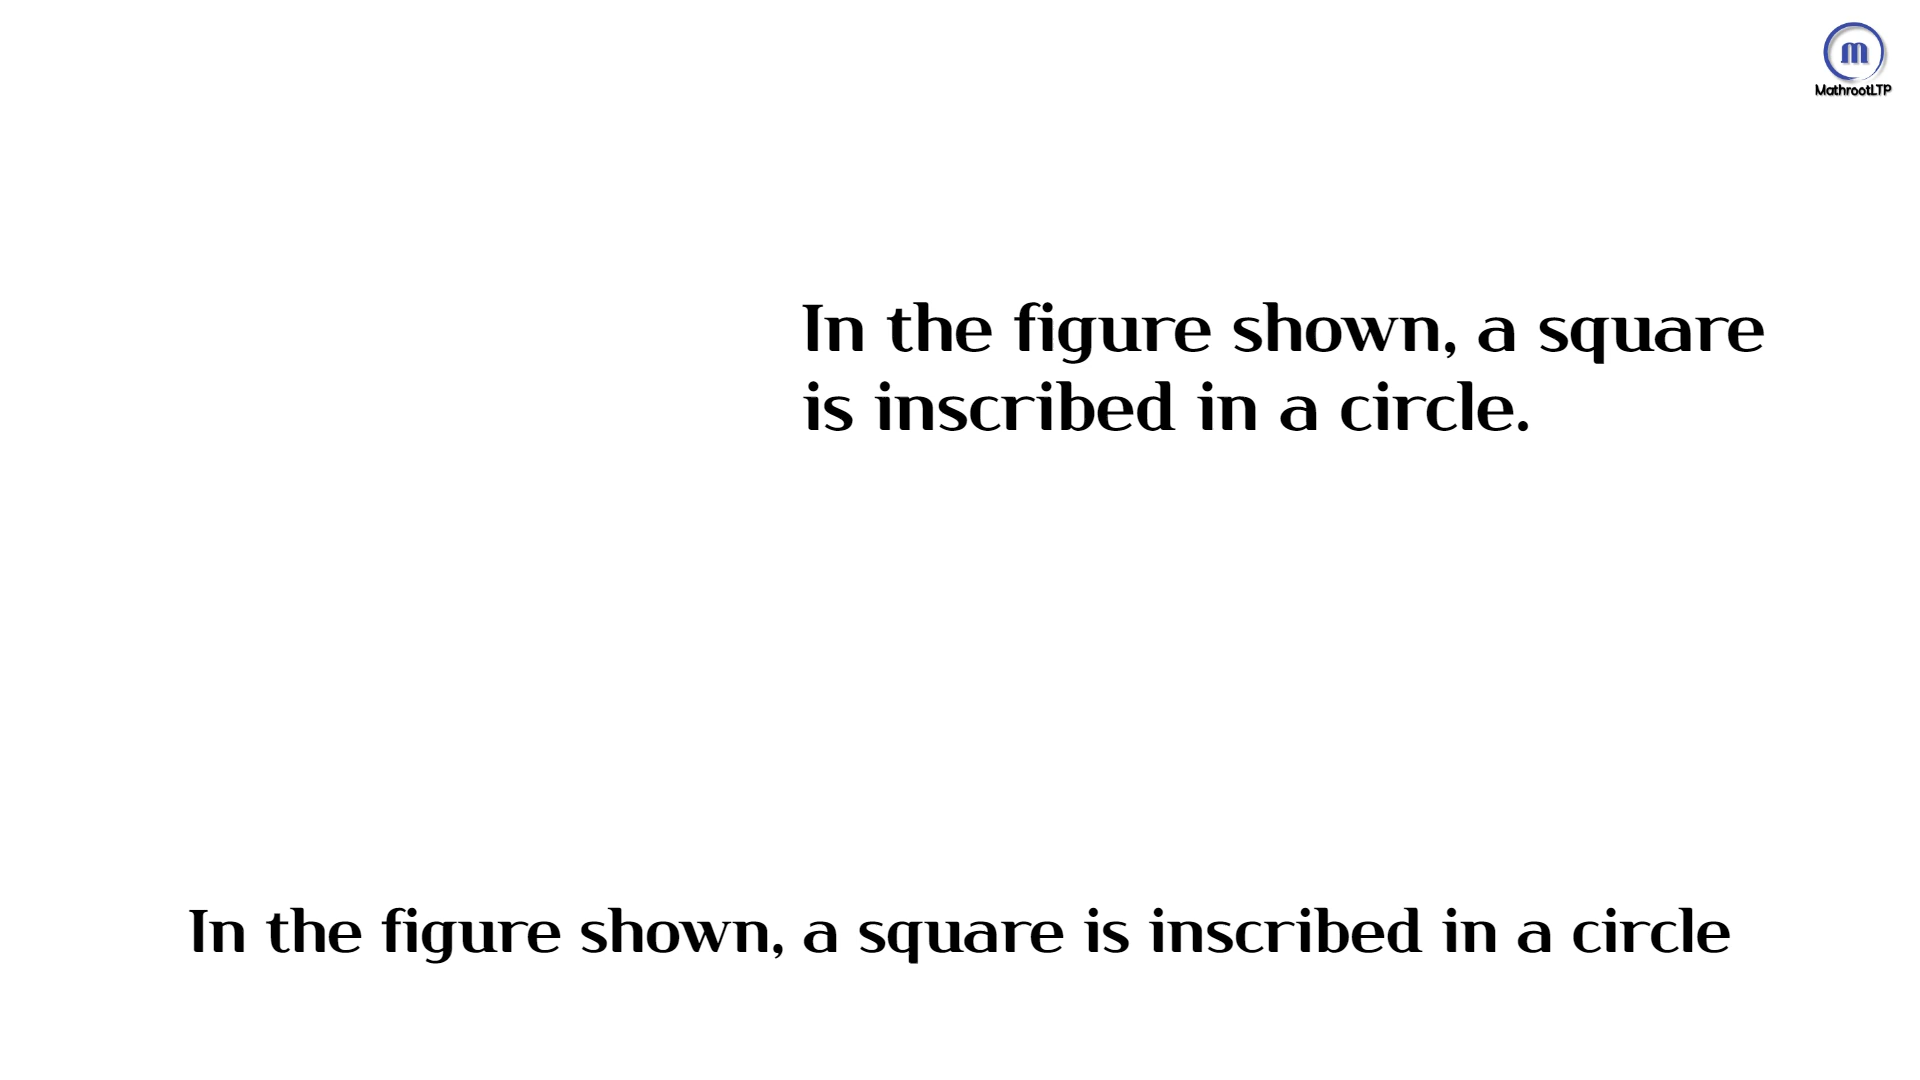 m
MathrootLTP
In the figure shown, a square
is inscribed in a circle.
In the figure shown, a square is inscribed in a circle